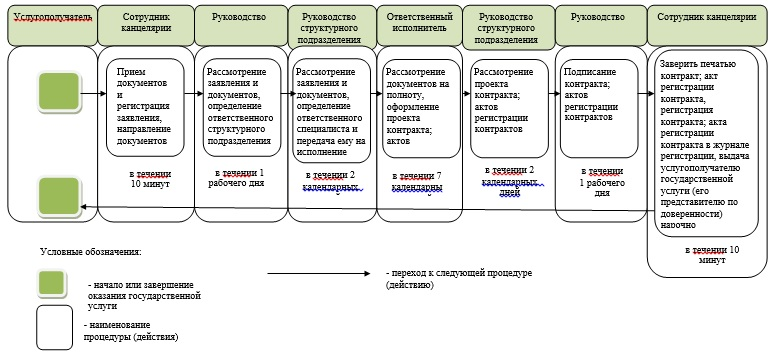 Услугополучатель
Сотрудник
канцелярии
Руководство
Руководство
структурного
подразделения
Ответственный
исполнитель
Руководство
структурного
подразделения
Руководство
Сотрудник канцелярии
Прием
документов
и
регистрация
заявления,
направление
документов
в течении
10 минут
Рассмотрение
заявления и
документов,
определение
ответственного
структурного
подразделения
в течении 1
рабочего дня
Рассмотрение
заявления и
документов,
определение
ответственного
специалиста и
передача ему на
исполнение
в течении 2
календарных
Рассмотрение
документов на
полноту,
оформление
проекта
контракта;
актов
в течении 7
календарны
Рассмотрение
проекта
контракта;
актов
регистрации
контрактов
в течении 2
календарных
дней
Подписание
контракта;
актов
регистрации
контрактов
в течении
1 рабочего
дня
Заверить печатью
контракт; акт
регистрации
контракта,
регистрация
контракта; акта
регистрации
контракта в журнале
регистрации, выдача
услугополучателю
государственной
услуги (его
представителю по
доверенности)
нарочно
в течении 10
минут
Условные обозначения:
- начало или завершение
оказания государственной
услуги
- наименование
процедуры (действия)
- переход к следующей процедуре
(действию)